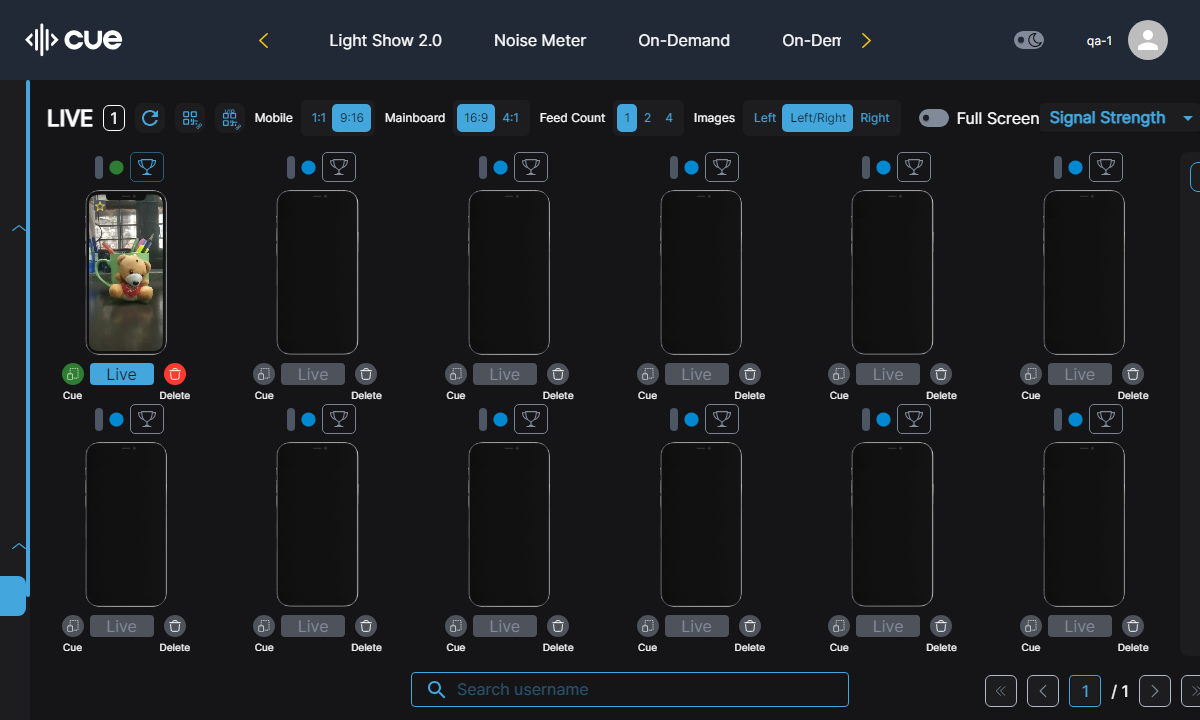 cue
Light Show 2.0 Noise Meter On-Demand On-Dem
qa-1
LIVE 1 Mobile 1:1 9:16 Mainboard 16:9 4:1 Feed Count 1 2 4 Images Left Left/Right Right Full Screen Signal Strength
Live Live Live Live Live Live
Cue Delete Cue Delete Cue Delete Cue Delete Cue Delete Cue Delete
Live Live Live Live Live Live
Cue Delete Cue Delete Cue Delete Cue Delete Cue Delete Cue Delete
Search username
1 / 1